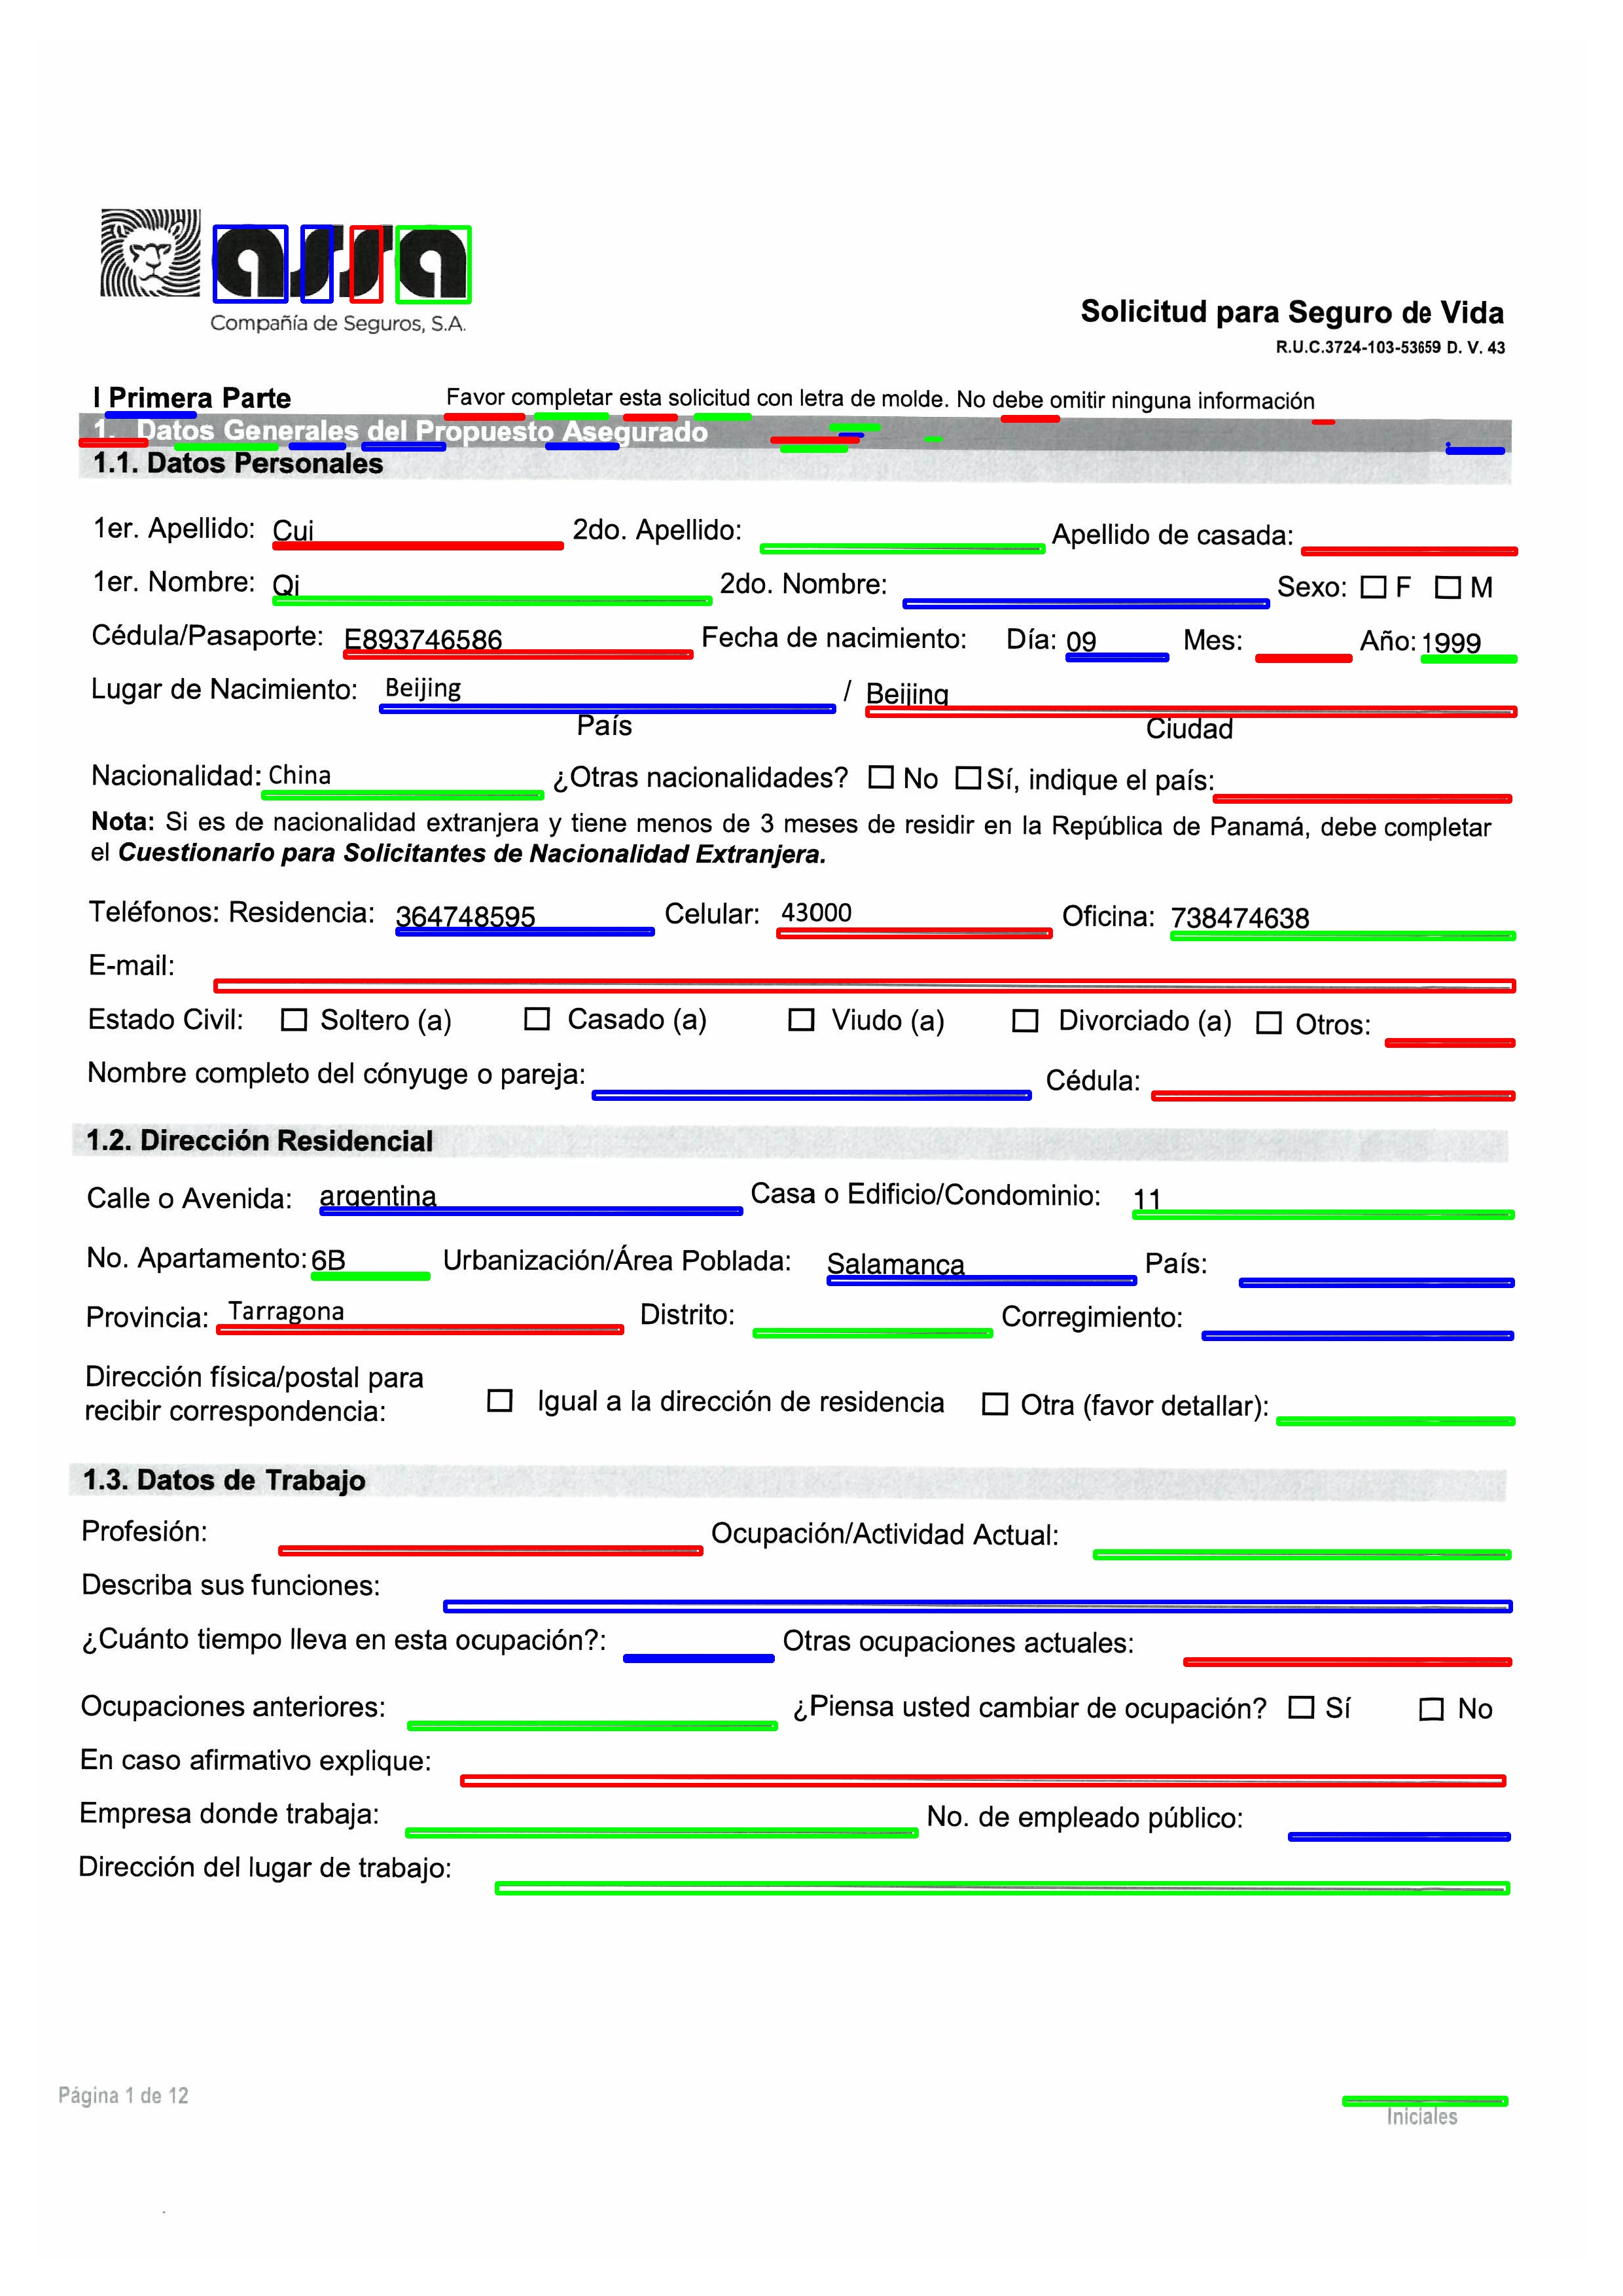 assa
Compañía de Seguros, S.A.
Solicitud para Seguro de Vida
R.U.C.3724-103-53659 D. V. 43
I Primera Parte Favor completar esta solicitud con letra de molde. No debe omitir ninguna información
1. Datos Generales del Propuesto Asegurado
1.1. Datos Personales
1er. Apellido: Cui 2do. Apellido: Apellido de casada:
1er. Nombre: Qi 2do. Nombre: Sexo: F M
Cédula/Pasaporte: E893746586 Fecha de nacimiento: Día: 09 Mes: Año: 1999
Lugar de Nacimiento: Beijing / Beijing
País Ciudad
Nacionalidad: China ¿Otras nacionalidades? No Sí, indique el país:
Nota: Si es de nacionalidad extranjera y tiene menos de 3 meses de residir en la República de Panamá, debe completar
el Cuestionario para Solicitantes de Nacionalidad Extranjera.
Teléfonos: Residencia: 364748595 Celular: 43000 Oficina: 738474638
E-mail:
Estado Civil: Soltero (a) Casado (a) Viudo (a) Divorciado (a) Otros:
Nombre completo del cónyuge o pareja: Cédula:
1.2. Dirección Residencial
Calle o Avenida: argentina Casa o Edificio/Condominio: 11
No. Apartamento: 6B Urbanización/Área Poblada: Salamanca País:
Provincia: Tarragona Distrito: Corregimiento:
Dirección física/postal para
recibir correspondencia: Igual a la dirección de residencia Otra (favor detallar):
1.3. Datos de Trabajo
Profesión: Ocupación/Actividad Actual:
Describa sus funciones:
¿Cuánto tiempo lleva en esta ocupación?: Otras ocupaciones actuales:
Ocupaciones anteriores: ¿Piensa usted cambiar de ocupación? Sí No
En caso afirmativo explique:
Empresa donde trabaja: No. de empleado público:
Dirección del lugar de trabajo:
Página 1 de 12
Iniciales